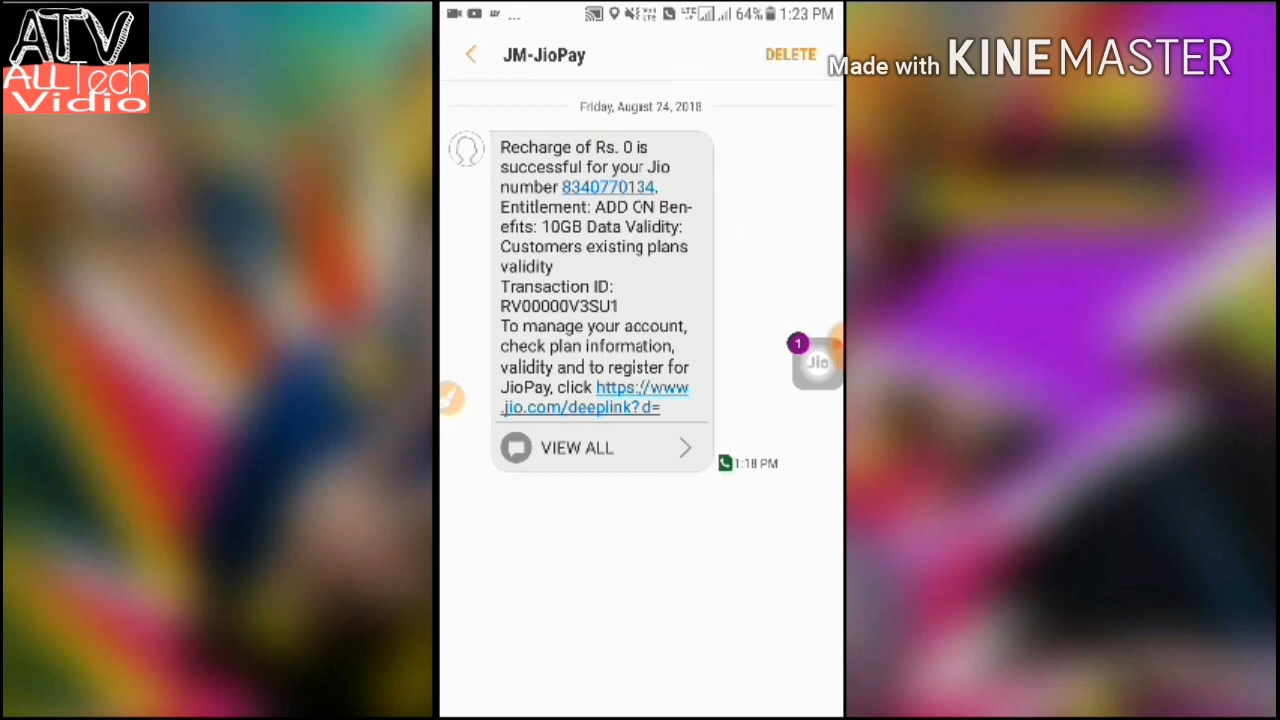 ATV
ALL Tech
Vidio
... 64% 1:23 PM
JM-JioPay
DELETE
Made with KINEMASTER
Friday, August 24, 2018
Recharge of Rs. 0 is
successful for your Jio
number 8340770134.
Entitlement: ADD ON Ben-
efits: 10GB Data Validity:
Customers existing plans
validity
Transaction ID:
RV00000V3SU1
To manage your account,
check plan information,
validity and to register for
JioPay, click https://www
.jio.com/deeplink?d=
VIEW ALL
1:18 PM
1
Jio